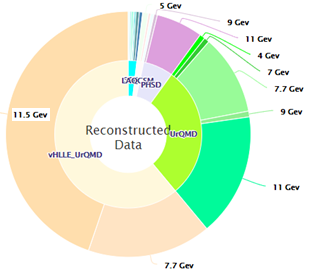 5 Gev
9 Gev
11 Gev
4 Gev
7 Gev
7.7 Gev
9 Gev
11 Gev
7.7 Gev
11.5 Gev
LAQGSM
PHSD
UrQMD
vHLLE_UrQMD
Reconstructed
Data